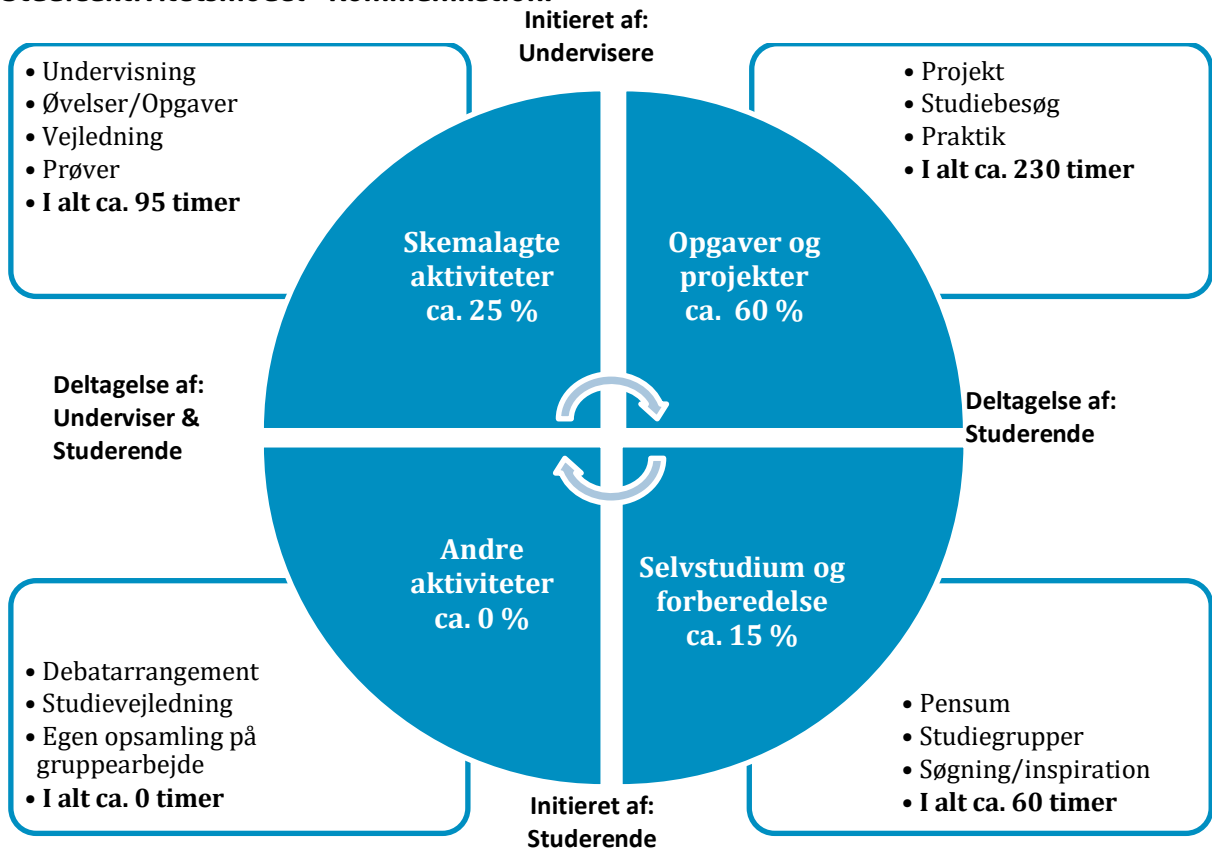 Initieret af:
Undervisere
• Undervisning
• Øvelser/Opgaver
• Vejledning
• Prøver
• I alt ca. 95 timer
• Projekt
• Studiebesøg
• Praktik
• I alt ca. 230 timer
Skemalagte
aktiviteter
ca. 25 %
Opgaver og
projekter
ca. 60 %
Deltagelse af:
Underviser &
Studerende
Deltagelse af:
Studerende
Andre
aktiviteter
ca. 0 %
Selvstudium og
forberedelse
ca. 15 %
• Debatarrangement
• Studievejledning
• Egen opsamling på
gruppearbejde
• I alt ca. 0 timer
• Pensum
• Studiegrupper
• Søgning/inspiration
• I alt ca. 60 timer
Initieret af:
Studerende